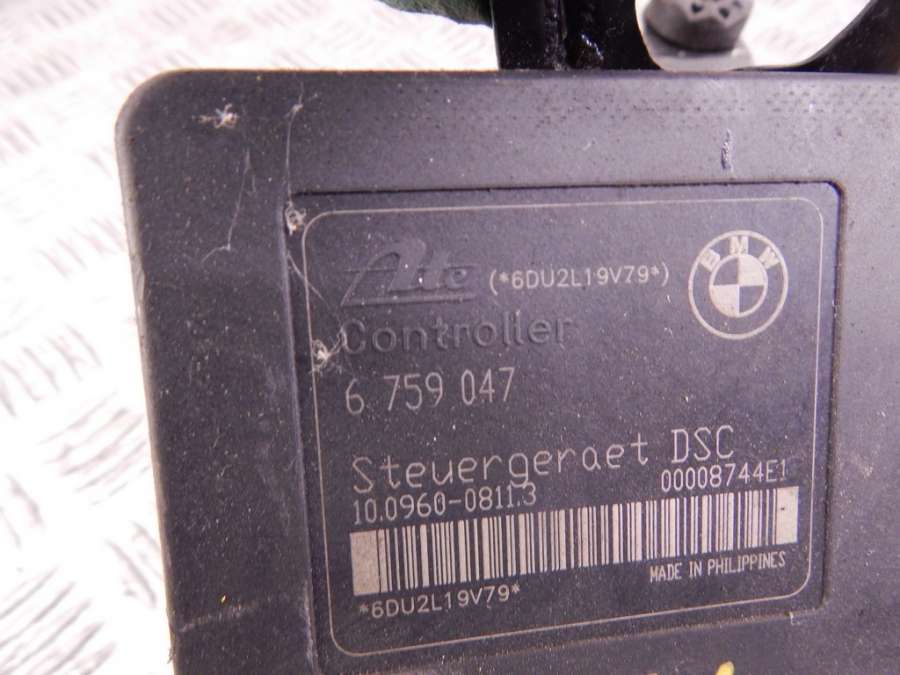 Ate (*6DU2L19V79*)
BMW
Controller
6 759 047
Steuergeraet DSC
10.0960-0811.3 00008744E1
MADE IN PHILIPPINES
*6DU2L19V79*